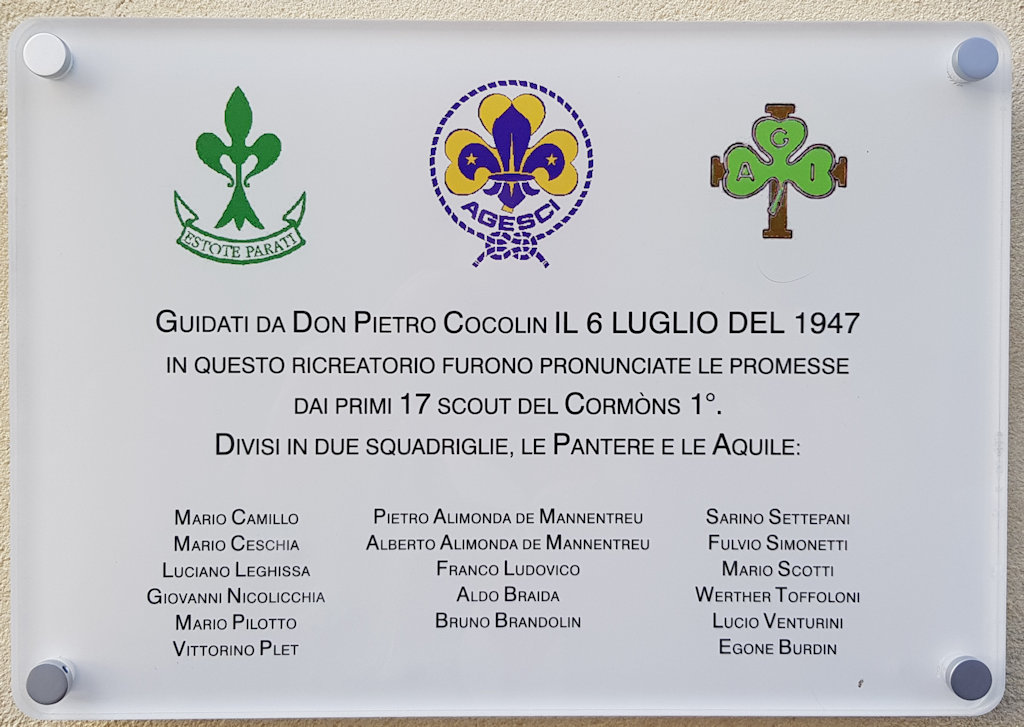 ESTOTE PARATI
AGESCI
A G I
GUIDATI DA DON PIETRO COCOLIN IL 6 LUGLIO DEL 1947
IN QUESTO RICREATORIO FURONO PRONUNCIATE LE PROMESSE
DAI PRIMI 17 SCOUT DEL CORMÒNS 1°.
DIVISI IN DUE SQUADRIGLIE, LE PANTERE E LE AQUILE:
MARIO CAMILLO
MARIO CESCHIA
LUCIANO LEGHISSA
GIOVANNI NICOLICCHIA
MARIO PILOTTO
VITTORINO PLET
PIETRO ALIMONDA DE MANNENTREU
ALBERTO ALIMONDA DE MANNENTREU
FRANCO LUDOVICO
ALDO BRAIDA
BRUNO BRANDOLIN
SARINO SETTEPANI
FULVIO SIMONETTI
MARIO SCOTTI
WERTHER TOFFOLONI
LUCIO VENTURINI
EGONE BURDIN